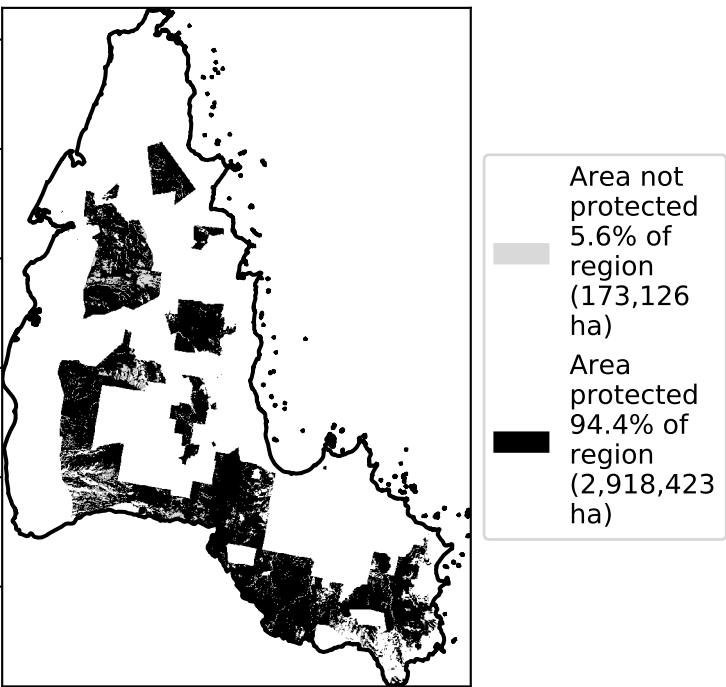 Area not
protected
5.6% of
region
(173,126
ha)
Area
protected
94.4% of
region
(2,918,423
ha)